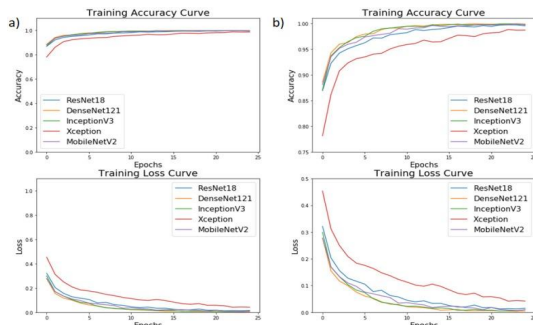 a)
Training Accuracy Curve
1.0
0.8
0.6
0.4
0.2
0.0
Accuracy
ResNet18
DenseNet121
InceptionV3
Xception
MobileNetV2
0 5 10 15 20 25
Epochs
Training Loss Curve
1.0
0.8
0.6
0.4
0.2
0.0
Loss
ResNet18
DenseNet121
InceptionV3
Xception
MobileNetV2
0 5 10 15 20 25
Epochs
b)
Training Accuracy Curve
1.00
0.95
0.90
0.85
0.80
0.75
Accuracy
ResNet18
DenseNet121
InceptionV3
Xception
MobileNetV2
0 5 10 15 20 25
Epochs
Training Loss Curve
0.5
0.4
0.3
0.2
0.1
0.0
Loss
ResNet18
DenseNet121
InceptionV3
Xception
MobileNetV2
0 5 10 15 20 25
Epochs